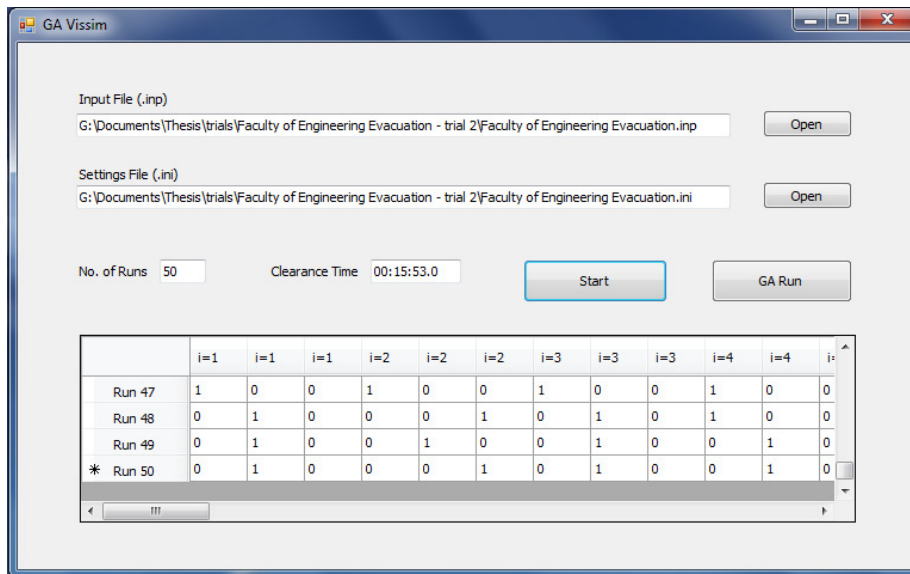 GA Vissim
Input File (.inp)
G:\Documents\Thesis\trials\Faculty of Engineering Evacuation - trial 2\Faculty of Engineering Evacuation.inp Open
Settings File (.ini)
G:\Documents\Thesis\trials\Faculty of Engineering Evacuation - trial 2\Faculty of Engineering Evacuation.ini Open
No. of Runs 50 Clearance Time 00:15:53.0 Start GA Run
i=1 i=1 i=1 i=2 i=2 i=2 i=3 i=3 i=3 i=4 i=4 i=
Run 47 1 0 0 1 0 0 1 0 0 1 0 0
Run 48 0 1 0 0 0 1 0 1 0 1 0 0
Run 49 0 1 0 0 1 0 0 1 0 0 1 0
* Run 50 0 1 0 0 0 1 0 1 0 0 1 0